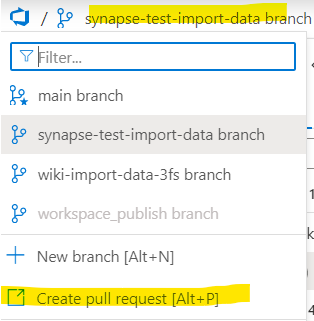 / synapse-test-import-data branch
Filter...
main branch
synapse-test-import-data branch
wiki-import-data-3fs branch
workspace_publish branch
New branch [Alt+N]
Create pull request [Alt+P]